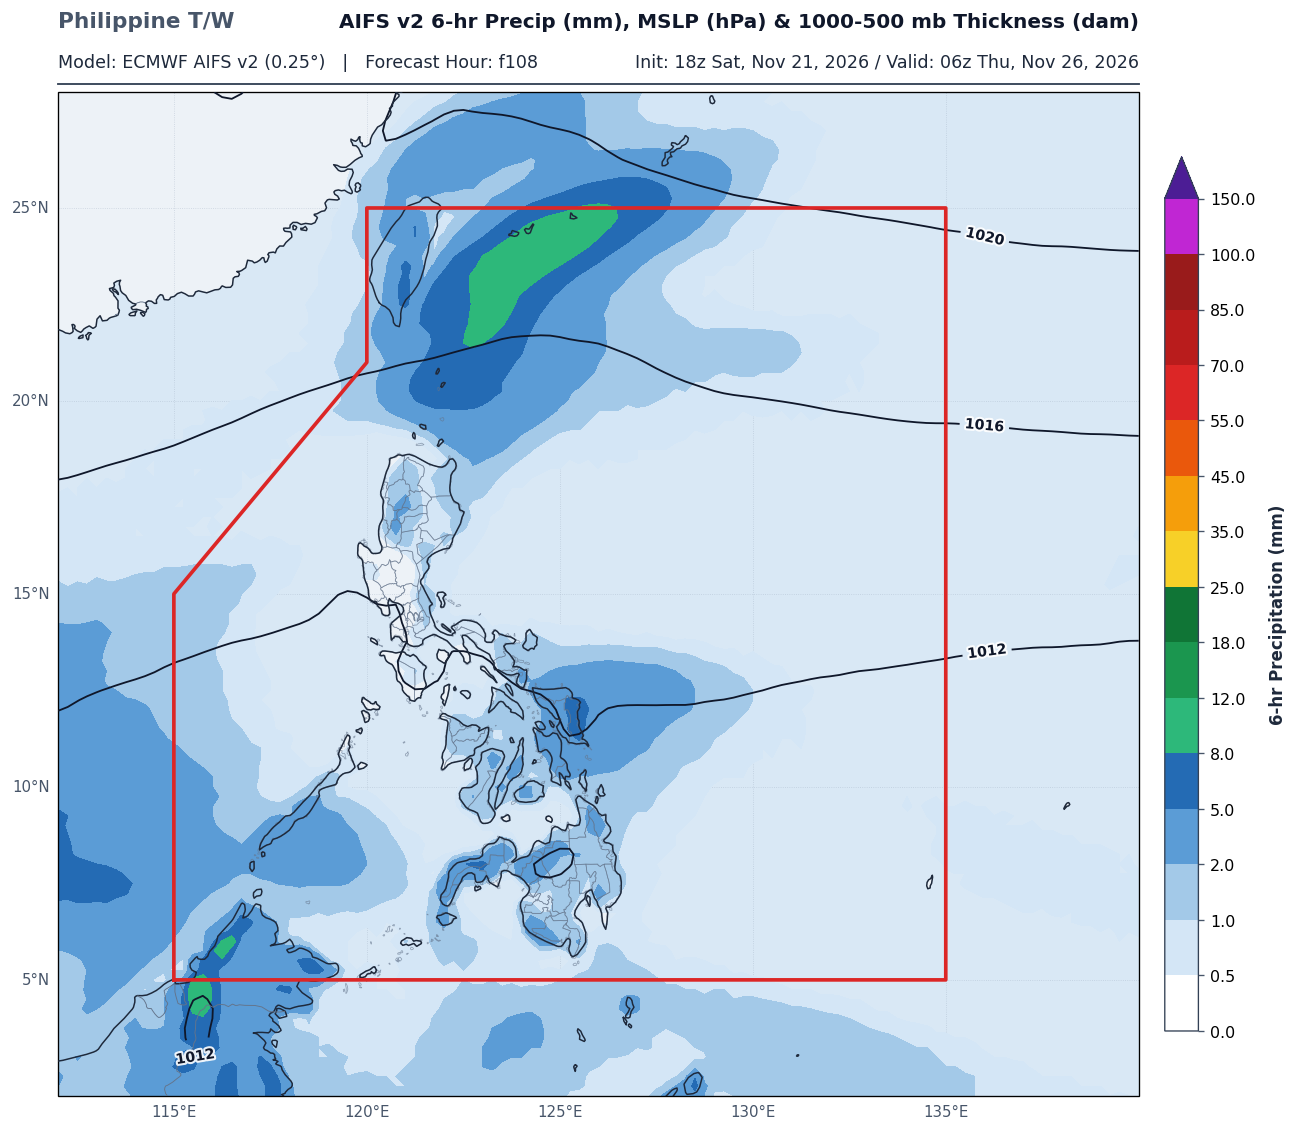 Philippine T/W
AIFS v2 6-hr Precip (mm), MSLP (hPa) & 1000-500 mb Thickness (dam)
Model: ECMWF AIFS v2 (0.25°) | Forecast Hour: f108
Init: 18z Sat, Nov 21, 2026 / Valid: 06z Thu, Nov 26, 2026
25°N
20°N
15°N
10°N
5°N
1020
1016
1012
1012
115°E
120°E
125°E
130°E
135°E
150.0
100.0
85.0
70.0
55.0
45.0
35.0
25.0
18.0
12.0
8.0
5.0
2.0
1.0
0.5
0.0
6-hr Precipitation (mm)